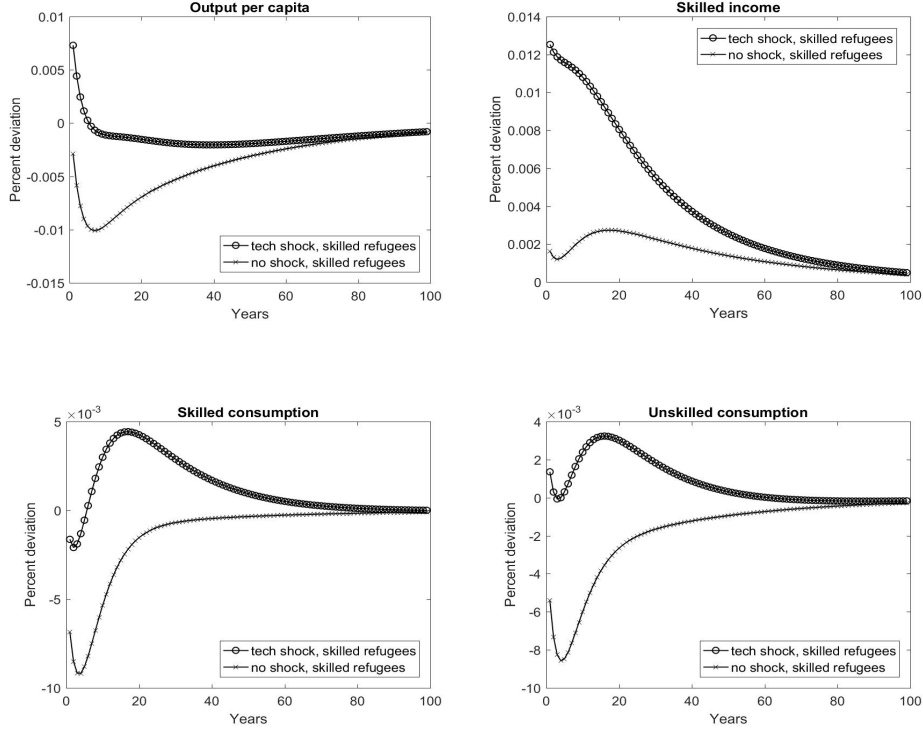 Output per capita
0.01
0.005
0
-0.005
-0.01
-0.015
Percent deviation
0 20 40 60 80 100
Years
tech shock, skilled refugees
no shock, skilled refugees
Skilled income
0.014
0.012
0.01
0.008
0.006
0.004
0.002
0
Percent deviation
0 20 40 60 80 100
Years
tech shock, skilled refugees
no shock, skilled refugees
Skilled consumption
×10⁻³
5
0
-5
-10
Percent deviation
0 20 40 60 80 100
Years
tech shock, skilled refugees
no shock, skilled refugees
Unskilled consumption
×10⁻³
4
2
0
-2
-4
-6
-8
-10
Percent deviation
0 20 40 60 80 100
Years
tech shock, skilled refugees
no shock, skilled refugees